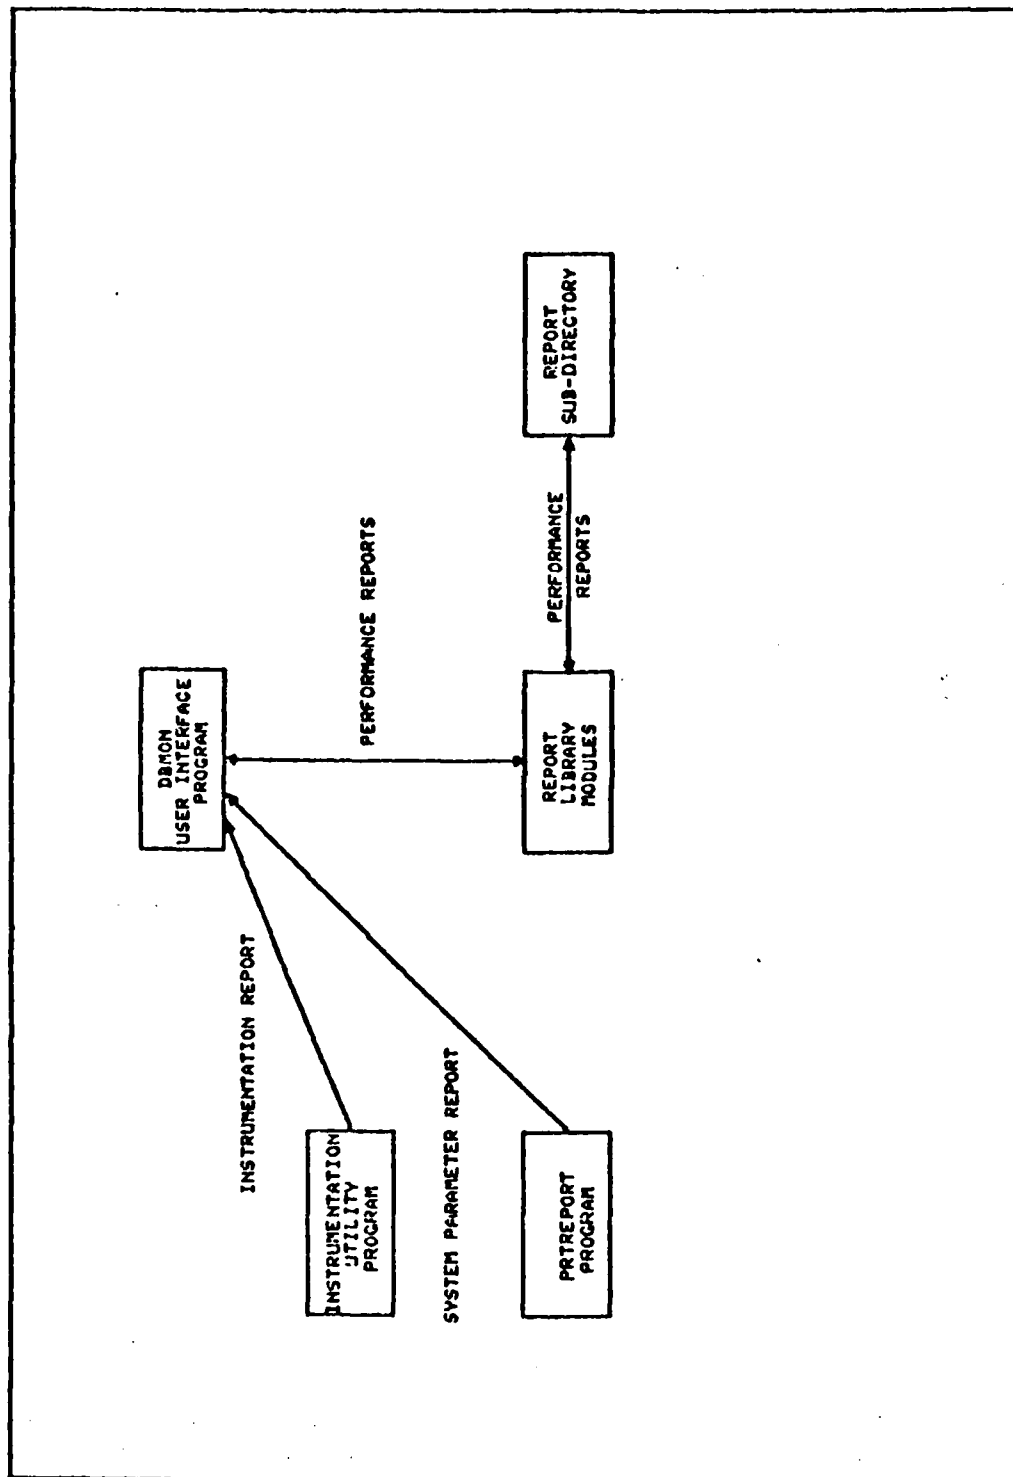 DBMON
USER INTERFACE
PROGRAM
INSTRUMENTATION REPORT
INSTRUMENTATION
UTILITY
PROGRAM
PERFORMANCE REPORTS
SYSTEM PARAMETER REPORT
PRTREPORT
PROGRAM
REPORT
LIBRARY
MODULES
PERFORMANCE
REPORTS
REPORT
SUB-DIRECTORY